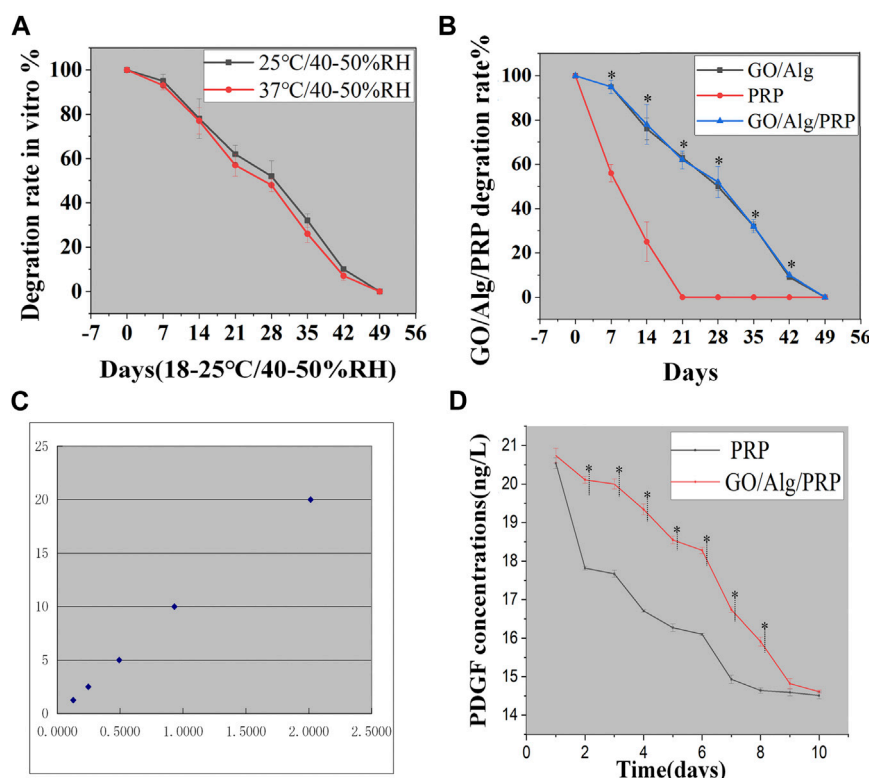 A
Degration rate in vitro %
100
80
60
40
20
0
25°C/40-50%RH
37°C/40-50%RH
-7 0 7 14 21 28 35 42 49 56
Days(18-25°C/40-50%RH)
B
GO/Alg/PRP degration rate%
100
80
60
40
20
0
GO/Alg
PRP
GO/Alg/PRP
* * * * * * *
-7 0 7 14 21 28 35 42 49 56
Days
C
25
20
15
10
5
0
0.0000 0.5000 1.0000 1.5000 2.0000 2.5000
D
PDGF concentrations(ng/L)
21
20
19
18
17
16
15
14
PRP
GO/Alg/PRP
* * * * * * *
2 4 6 8 10
Time(days)